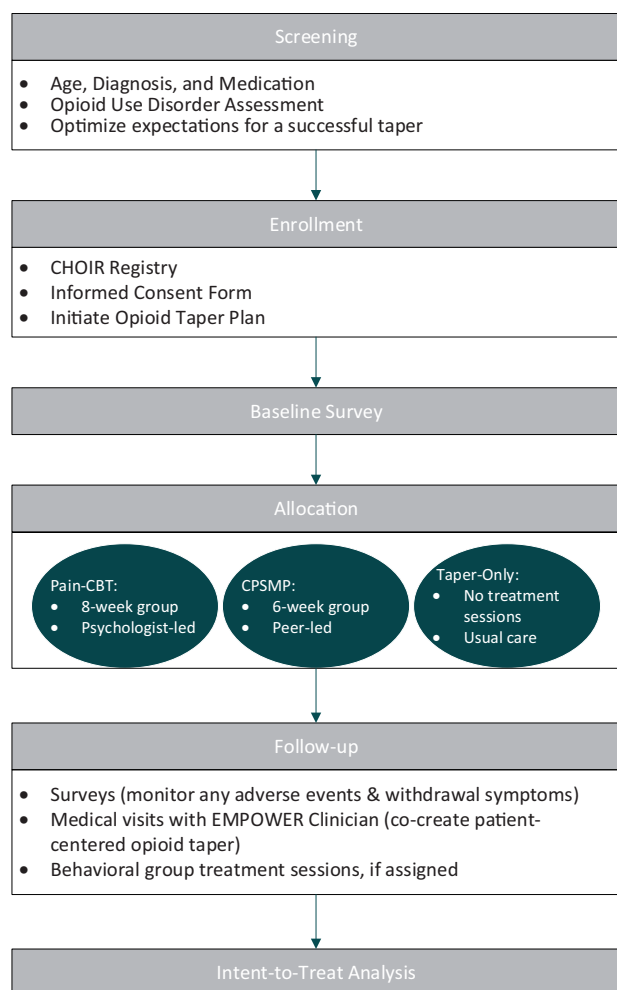 Screening
• Age, Diagnosis, and Medication
• Opioid Use Disorder Assessment
• Optimize expectations for a successful taper
Enrollment
• CHOIR Registry
• Informed Consent Form
• Initiate Opioid Taper Plan
Baseline Survey
Allocation
Pain-CBT:
• 8-week group
• Psychologist-led
CPSMP:
• 6-week group
• Peer-led
Taper-Only:
• No treatment
sessions
• Usual care
Follow-up
• Surveys (monitor any adverse events & withdrawal symptoms)
• Medical visits with EMPOWER Clinician (co-create patient-
centered opioid taper)
• Behavioral group treatment sessions, if assigned
Intent-to-Treat Analysis